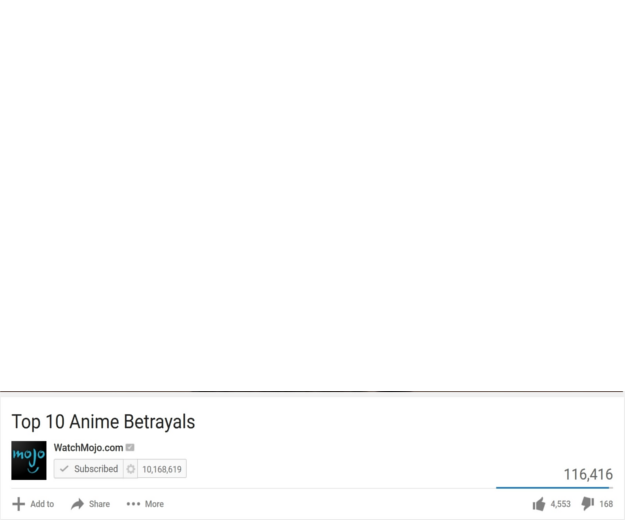 Top 10 Anime Betrayals
mojo
WatchMojo.com
Subscribed 10,168,619
116,416
Add to Share More
4,553 168